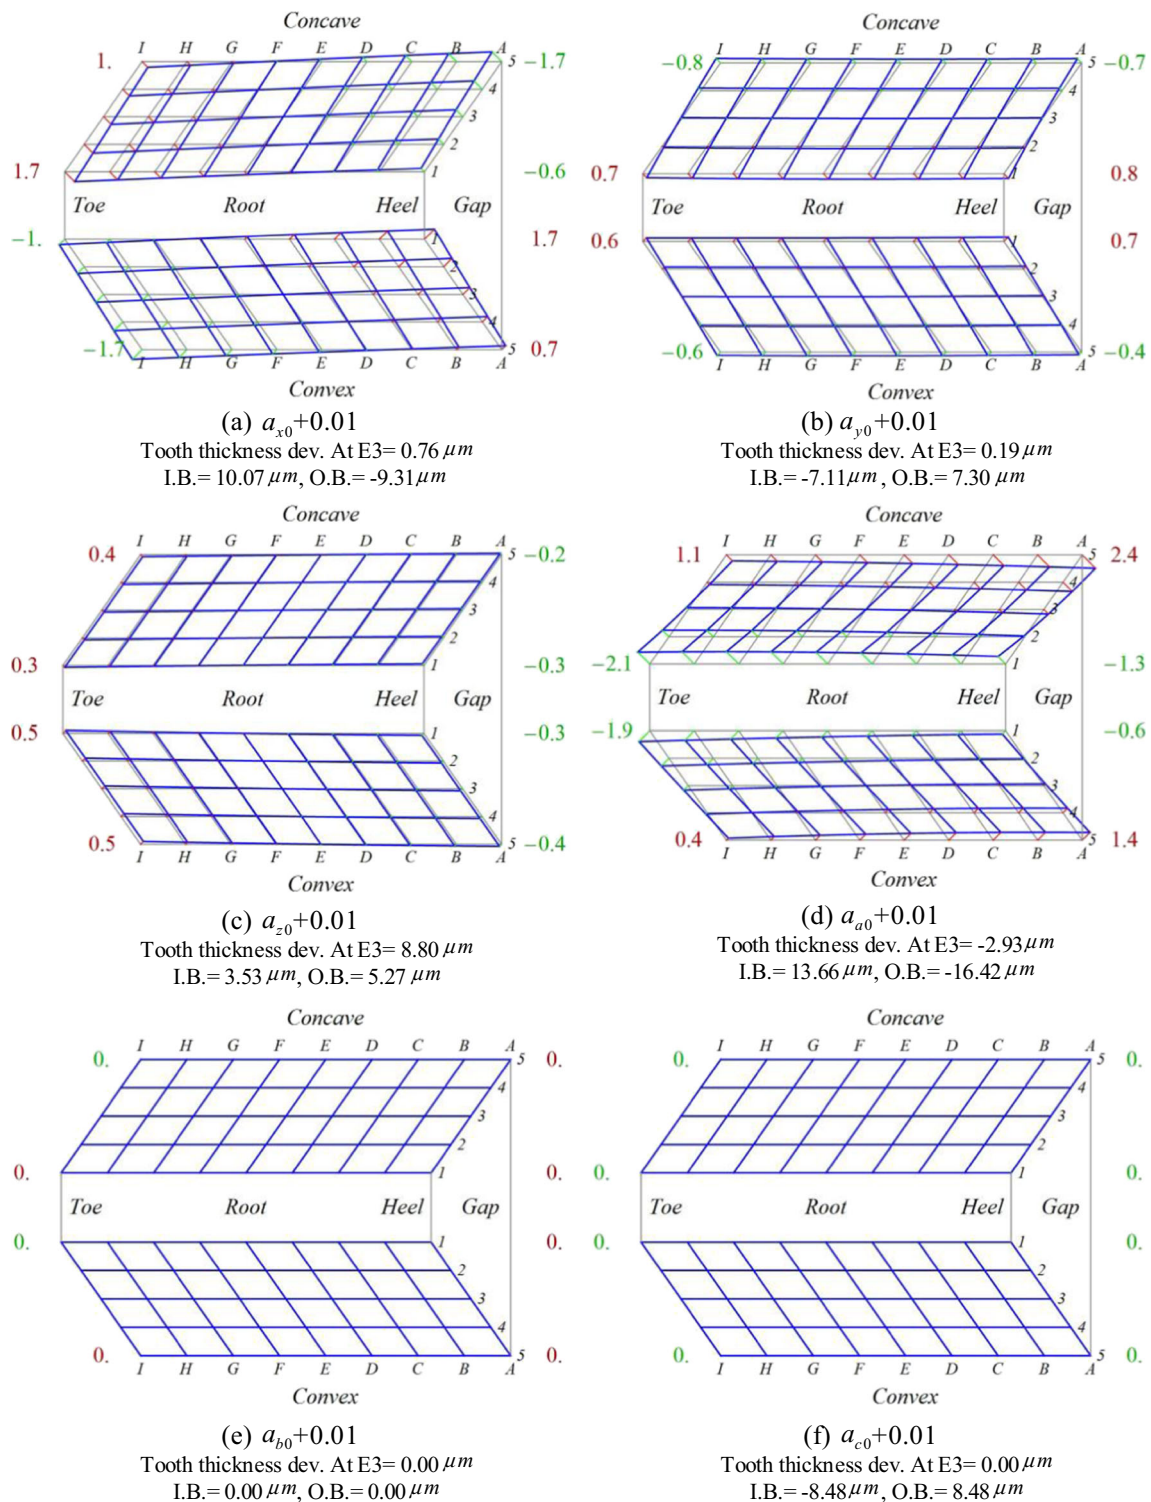 Concave
I H G F E D C B A
1. 5 -1.7
4
3
2
1.7 1 -0.6
Toe Root Heel Gap
-1. 1 1.7
2
3
4
-1.7 5 0.7
I H G F E D C B A
Convex
(a) a_x0+0.01
Tooth thickness dev. At E3= 0.76 μm
I.B.= 10.07 μm, O.B.= -9.31 μm
Concave
I H G F E D C B A
-0.8 5 -0.7
4
3
2
0.7 1 0.8
Toe Root Heel Gap
0.6 1 0.7
2
3
4
-0.6 5 -0.4
I H G F E D C B A
Convex
(b) a_y0+0.01
Tooth thickness dev. At E3= 0.19 μm
I.B.= -7.11 μm , O.B.= 7.30 μm
Concave
I H G F E D C B A
0.4 5 -0.2
4
3
2
0.3 1 -0.3
Toe Root Heel Gap
0.5 1 -0.3
2
3
4
0.5 5 -0.4
I H G F E D C B A
Convex
(c) a_z0+0.01
Tooth thickness dev. At E3= 8.80 μm
I.B.= 3.53 μm, O.B.= 5.27 μm
Concave
I H G F E D C B A
1.1 5 2.4
4
3
2
-2.1 1 -1.3
Toe Root Heel Gap
-1.9 1 -0.6
2
3
4
0.4 5 1.4
I H G F E D C B A
Convex
(d) a_a0+0.01
Tooth thickness dev. At E3= -2.93 μm
I.B.= 13.66 μm, O.B.= -16.42 μm
Concave
I H G F E D C B A
0. 5 0.
4
3
2
0. 1 0.
Toe Root Heel Gap
0. 1 0.
2
3
4
0. 5 0.
I H G F E D C B A
Convex
(e) a_b0+0.01
Tooth thickness dev. At E3= 0.00 μm
I.B.= 0.00 μm, O.B.= 0.00 μm
Concave
I H G F E D C B A
0. 5 0.
4
3
2
0. 1 0.
Toe Root Heel Gap
0. 1 0.
2
3
4
0. 5 0.
I H G F E D C B A
Convex
(f) a_c0+0.01
Tooth thickness dev. At E3= 0.00 μm
I.B.= -8.48 μm, O.B.= 8.48 μm